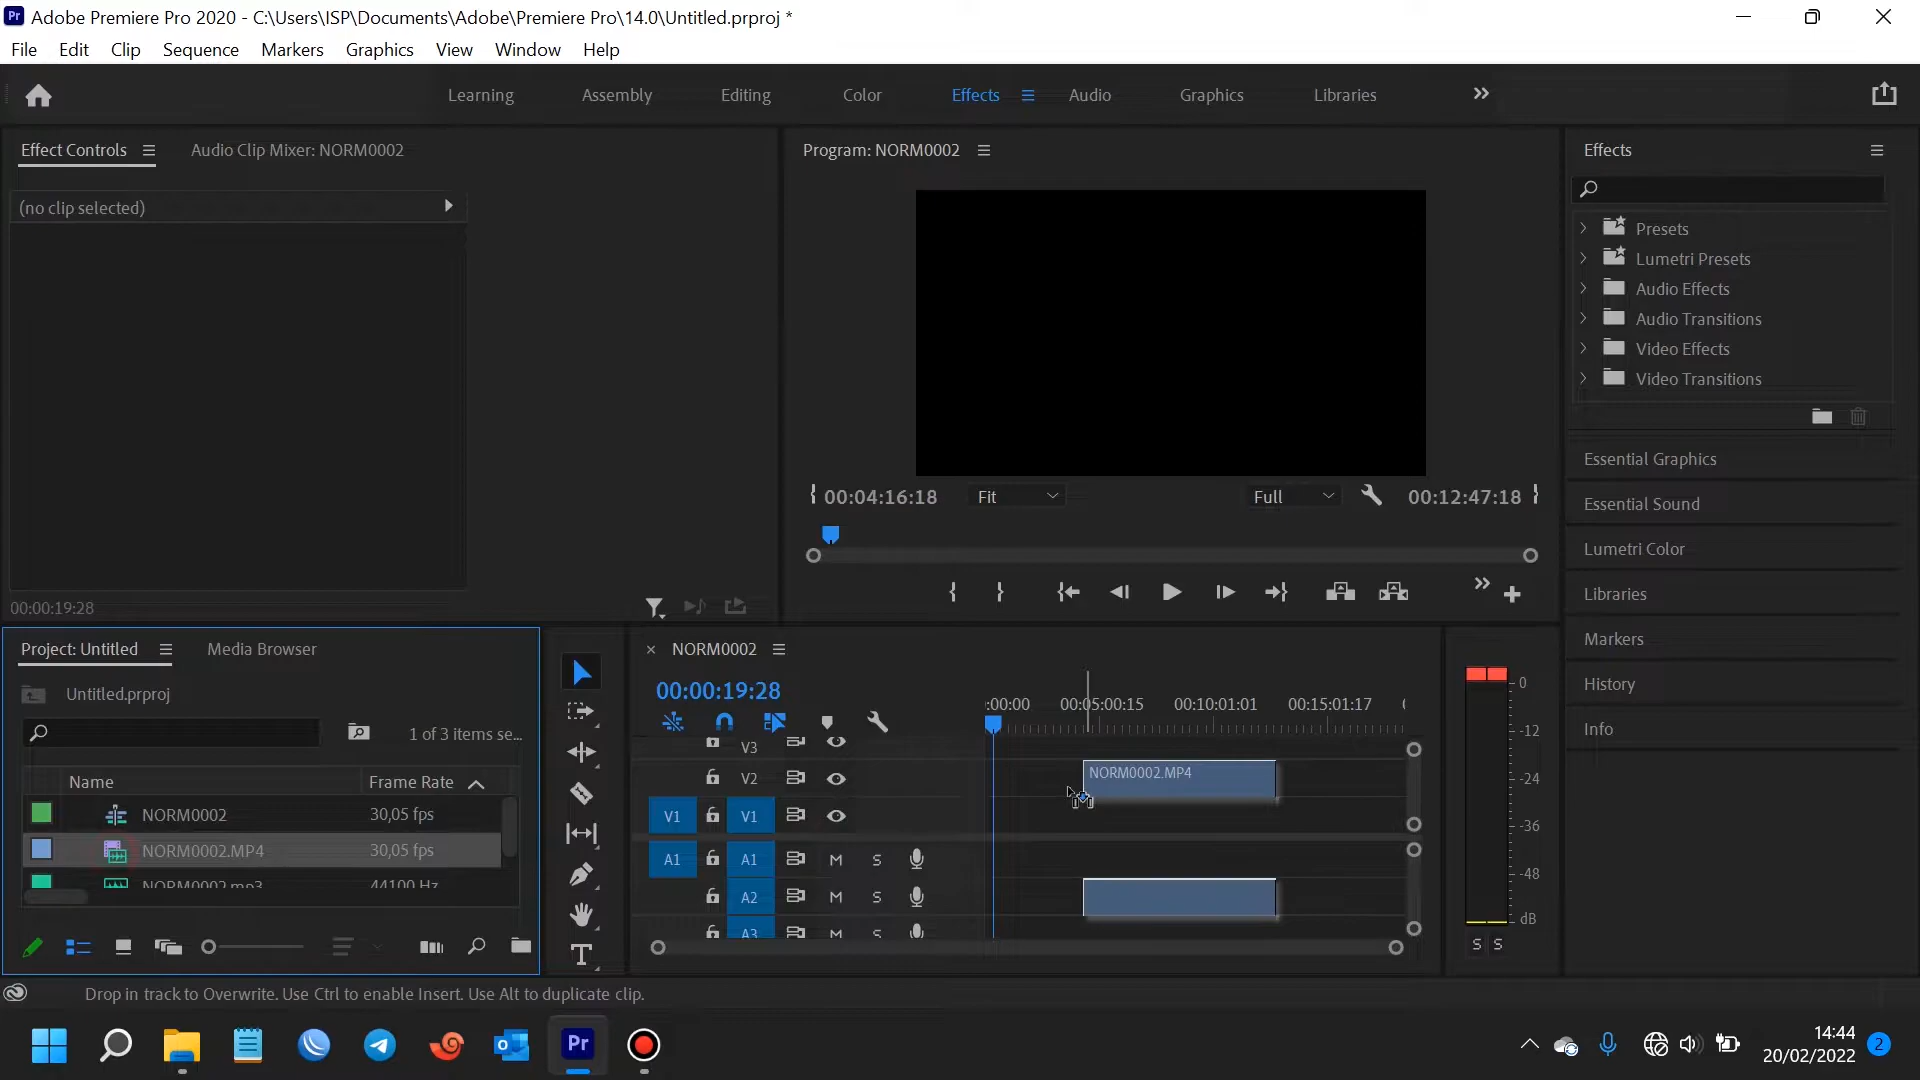 Adobe Premiere Pro 2020 - C:\Users\ISP\Documents\Adobe\Premiere Pro\14.0\Untitled.prproj *
File Edit Clip Sequence Markers Graphics View Window Help
Learning Assembly Editing Color Effects Audio Graphics Libraries
Effect Controls Audio Clip Mixer: NORM0002
(no clip selected)
00:00:19:28
Program: NORM0002
00:04:16:18 Fit Full 00:12:47:18
Effects
Presets
Lumetri Presets
Audio Effects
Audio Transitions
Video Effects
Video Transitions
Essential Graphics
Essential Sound
Lumetri Color
Libraries
Markers
History
Info
Project: Untitled Media Browser
Untitled.prproj
1 of 3 items se...
Name Frame Rate
NORM0002 30,05 fps
NORM0002.MP4 30,05 fps
NORM0002.mp3 44100 Hz
T
NORM0002
00:00:19:28
:00:00 00:05:00:15 00:10:01:01 00:15:01:17
V3
V2 NORM0002.MP4
V1 V1
A1 A1 M S
A2 M S
A3 M S
0
-12
-24
-36
-48
dB
S S
Drop in track to Overwrite. Use Ctrl to enable Insert. Use Alt to duplicate clip.
Pr
14:44
20/02/2022
2